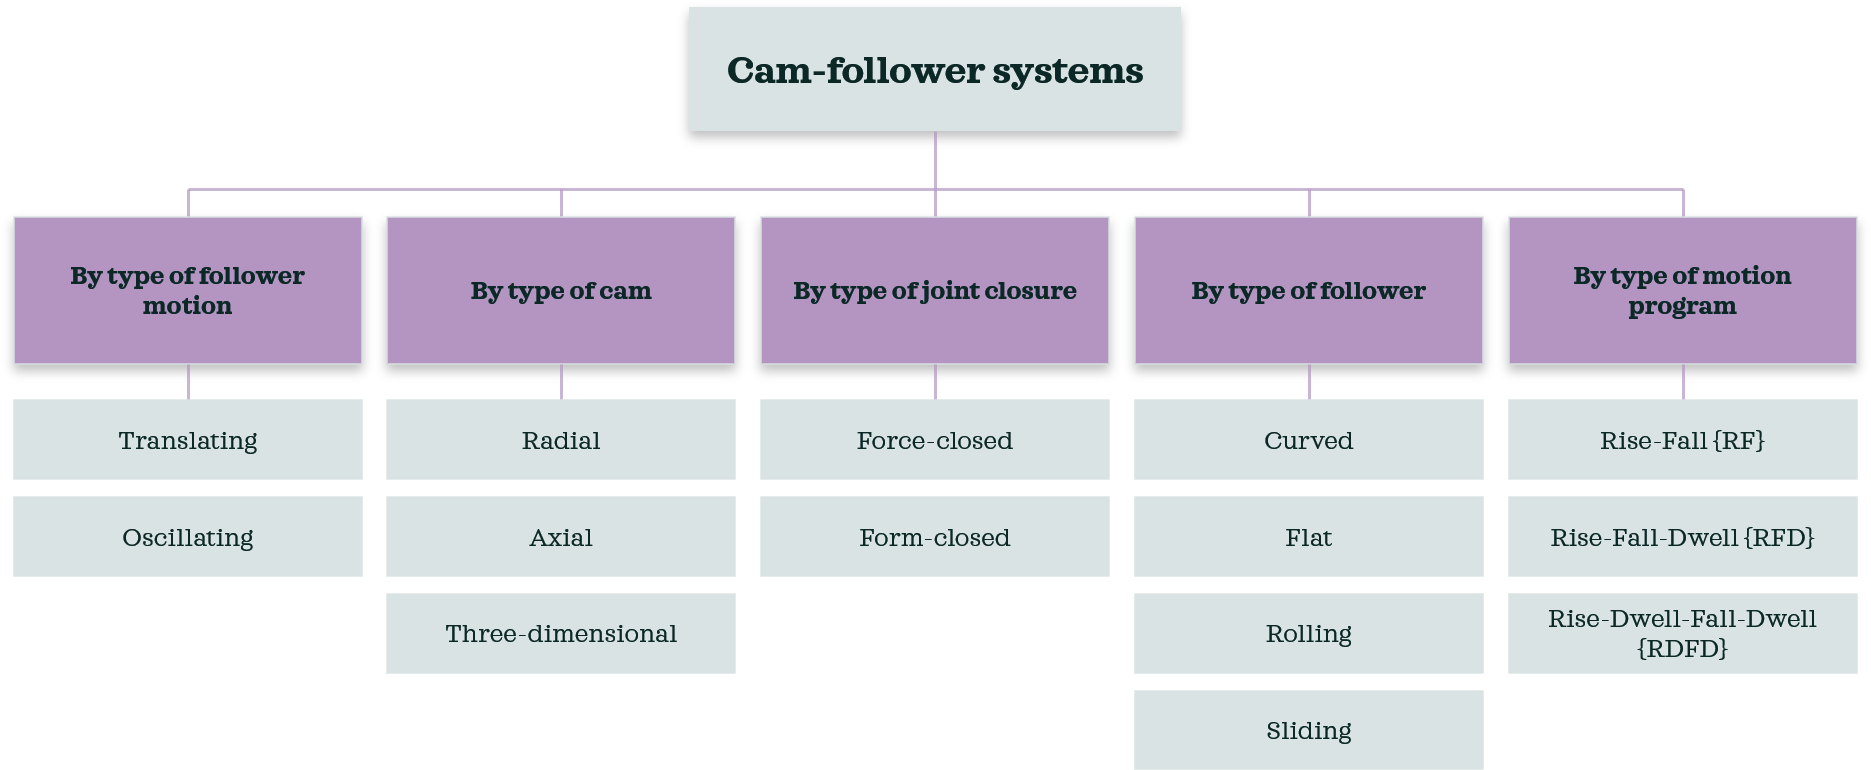 Cam-follower systems
By type of follower
motion
Translating
Oscillating
By type of cam
Radial
Axial
Three-dimensional
By type of joint closure
Force-closed
Form-closed
By type of follower
Curved
Flat
Rolling
Sliding
By type of motion
program
Rise-Fall {RF}
Rise-Fall-Dwell {RFD}
Rise-Dwell-Fall-Dwell
{RDFD}